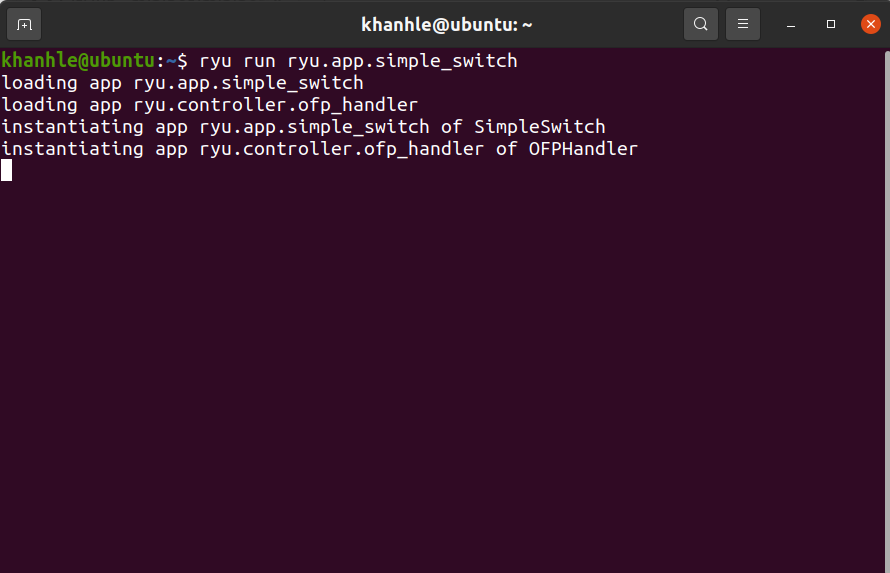 khanhle@ubuntu: ~
khanhle@ubuntu:~$ ryu run ryu.app.simple_switch
loading app ryu.app.simple_switch
loading app ryu.controller.ofp_handler
instantiating app ryu.app.simple_switch of SimpleSwitch
instantiating app ryu.controller.ofp_handler of OFPHandler